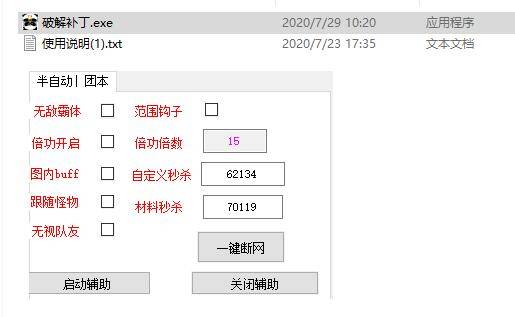 破解补丁.exe 2020/7/29 10:20 应用程序
使用说明(1).txt 2020/7/23 17:35 文本文档
半自动 | 团本
无敌霸体 范围钩子
倍功开启 倍功倍数 15
图内buff 自定义秒杀 62134
跟随怪物 材料秒杀 70119
无视队友
一键断网
启动辅助 关闭辅助